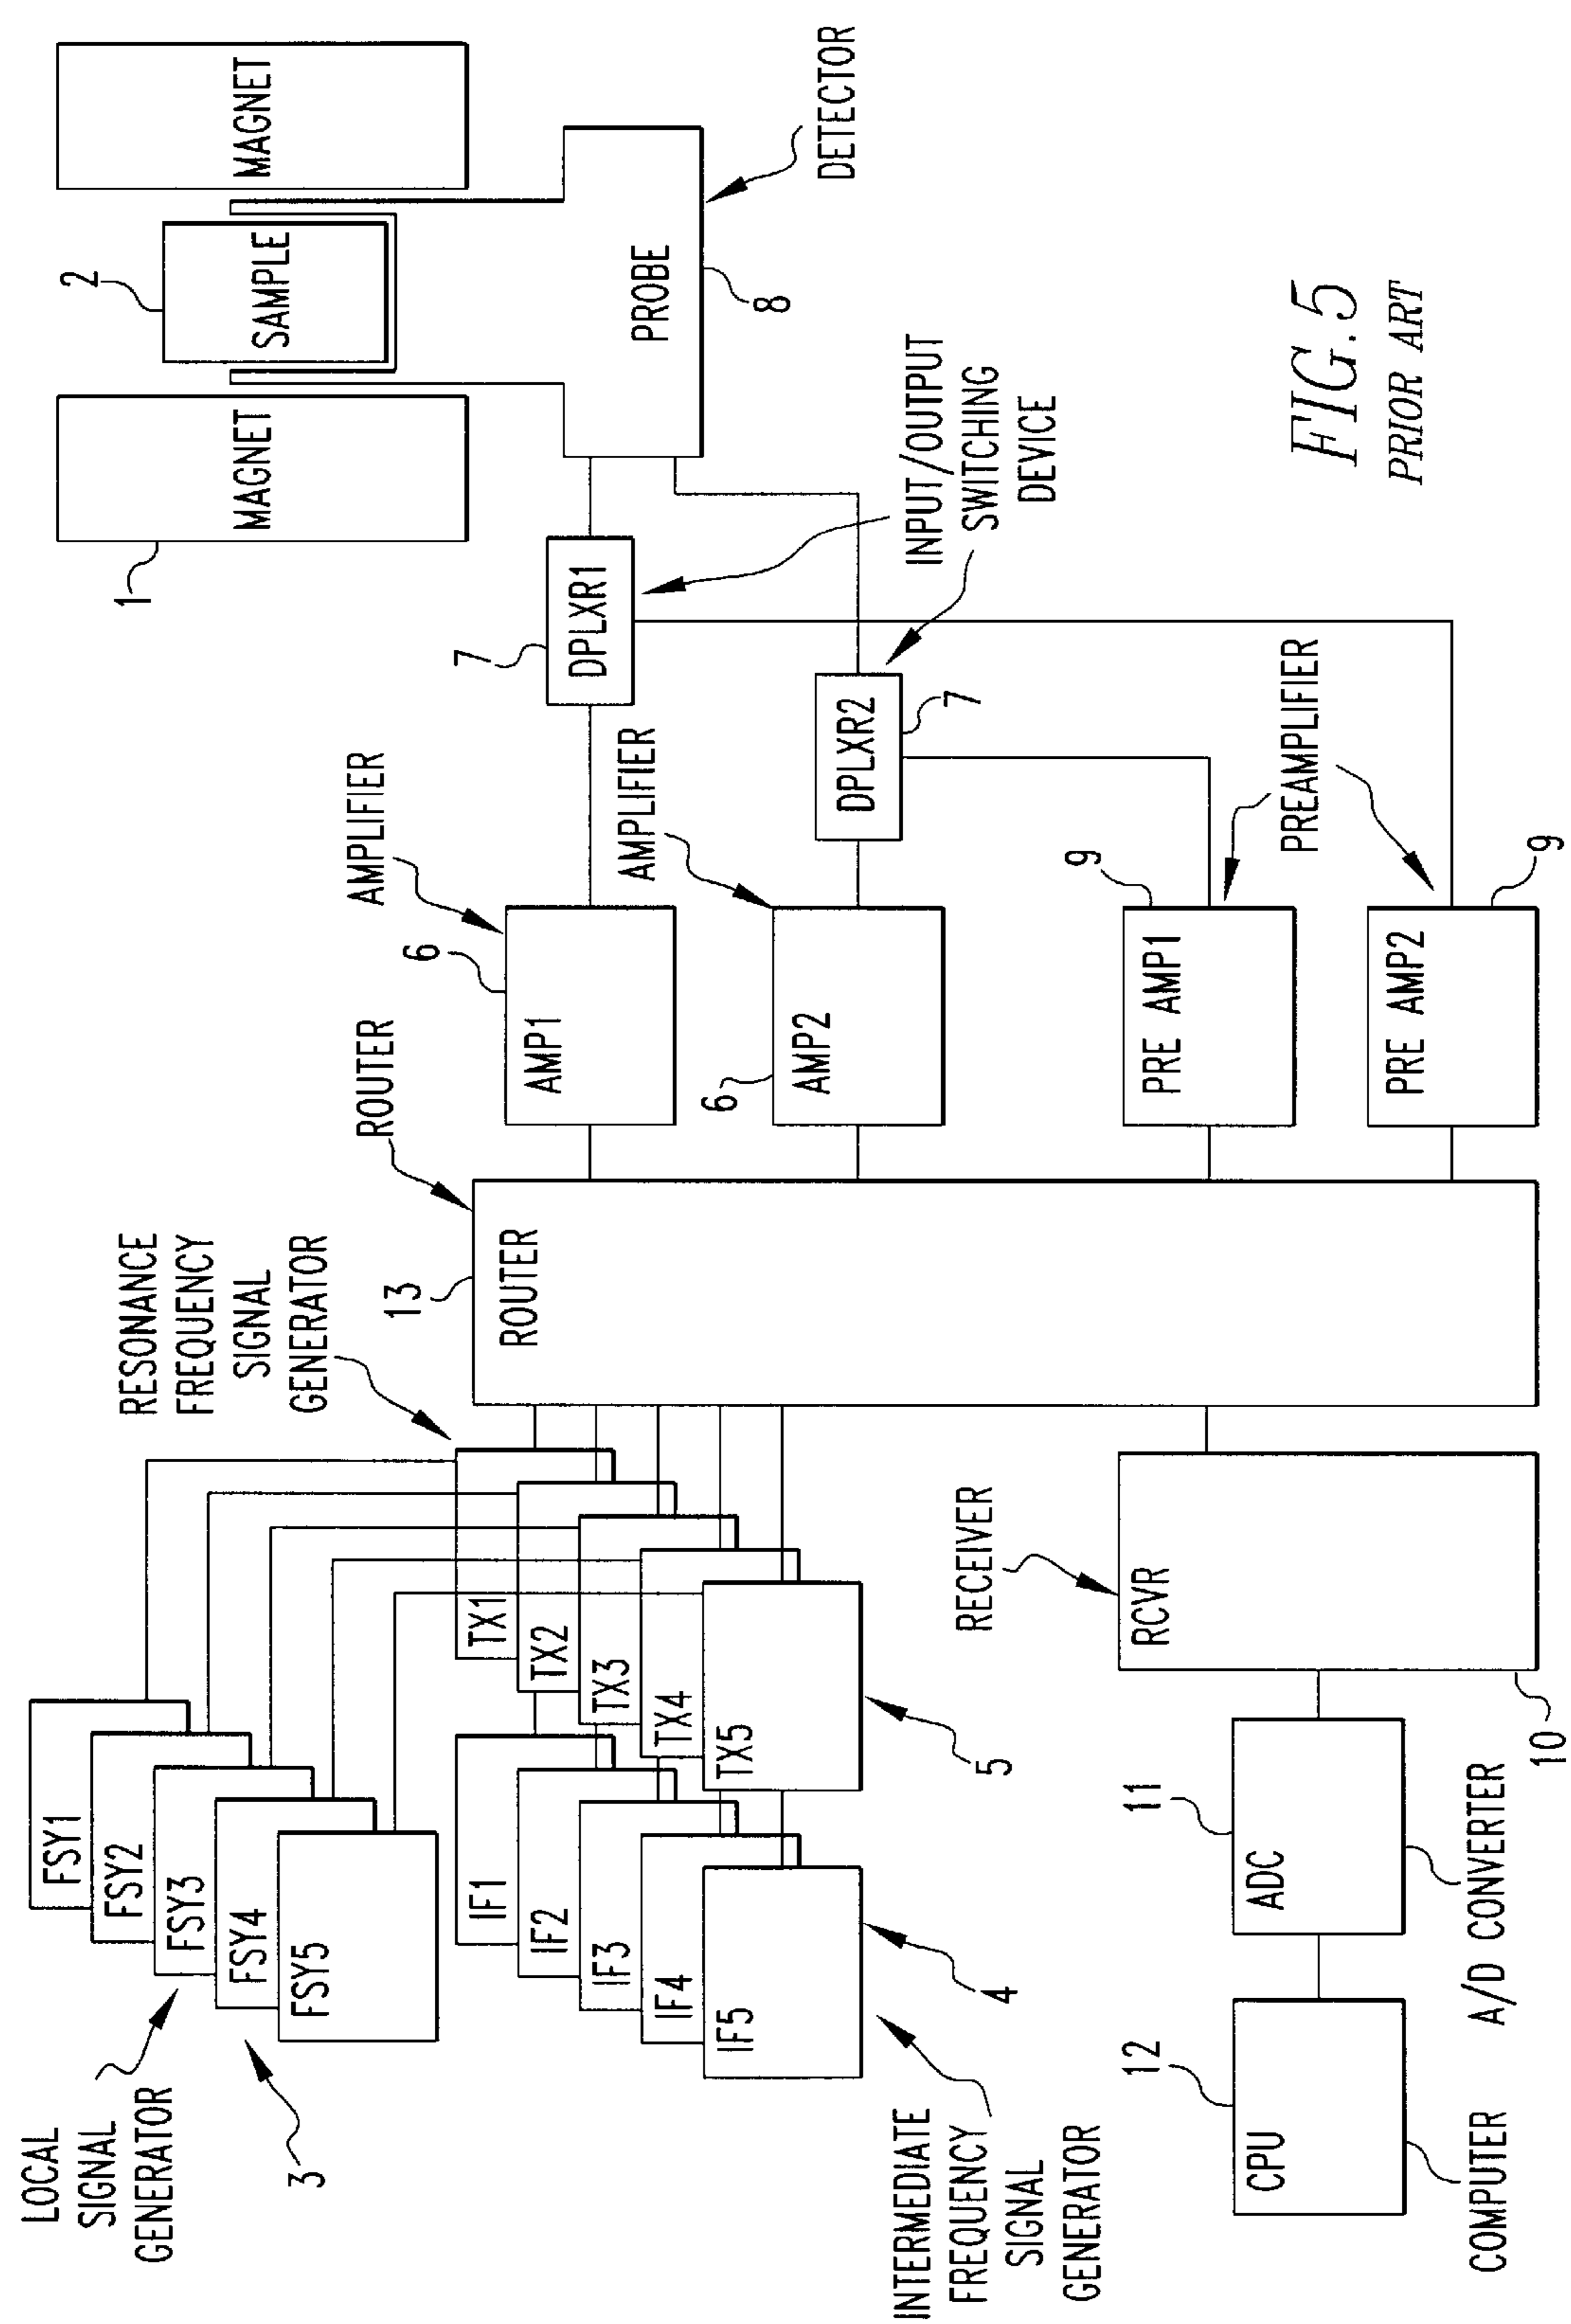 LOCAL
SIGNAL
GENERATOR
3
FSY1
FSY2
FSY3
FSY4
FSY5
RESONANCE
FREQUENCY
SIGNAL
GENERATOR
TX1
TX2
TX3
TX4
TX5
5
IF1
IF2
IF3
IF4
IF5
4
INTERMEDIATE
FREQUENCY
SIGNAL
GENERATOR
ROUTER
13
ROUTER
AMPLIFIER
6
AMP1
AMPLIFIER
6
AMP2
7
DPLXR1
DPLXR2
7
INPUT/OUTPUT
SWITCHING
DEVICE
1
MAGNET
2
SAMPLE
MAGNET
PROBE
8
DETECTOR
9
PRE AMP1
PREAMPLIFIER
PRE AMP2
9
RECEIVER
RCVR
10
11
ADC
A/D CONVERTER
12
CPU
COMPUTER
FIG.5
PRIOR ART